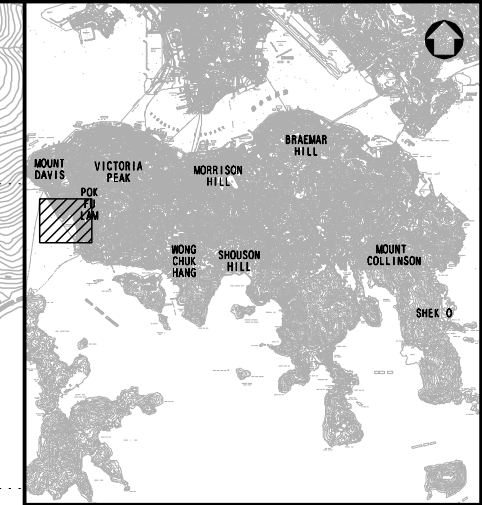 BRAEMAR
HILL
MOUNT
DAVIS
VICTORIA
PEAK
MORRISON
HILL
POK
FU
LAM
WONG
CHUK
HANG
SHOUSON
HILL
MOUNT
COLLINSON
SHEK O